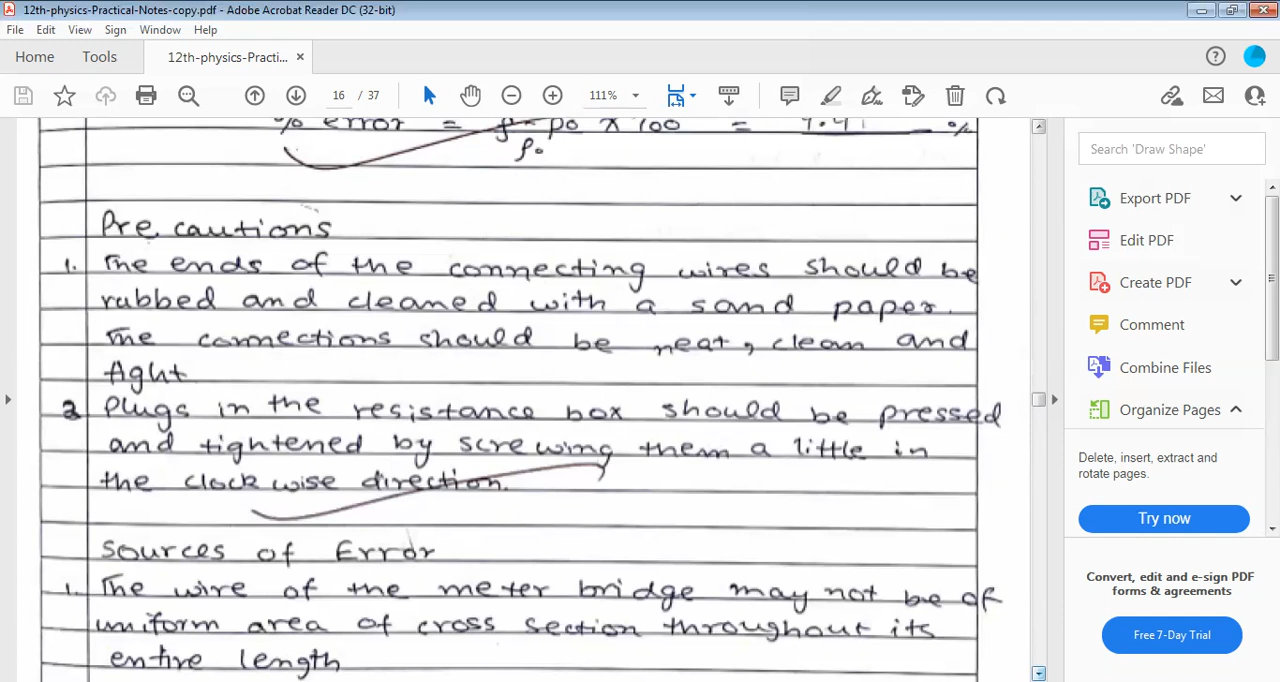 12th-physics-Practical-Notes-copy.pdf - Adobe Acrobat Reader DC (32-bit)
File Edit View Sign Window Help
Home Tools 12th-physics-Practi... ×
16 / 37 111%
% error = ρ - ρ0 × 100 = %
ρ0
Pre cautions
1. The ends of the connecting wires should be
rubbed and cleaned with a sand paper.
The connections should be neat, clean and
tight
2 Plugs in the resistance box should be pressed
and tightened by screwing them a little in
the clock wise direction.
Sources of Error
1. The wire of the meter bridge may not be of
uniform area of cross section throughout its
entire length
Search 'Draw Shape'
Export PDF
Edit PDF
Create PDF
Comment
Combine Files
Organize Pages
Delete, insert, extract and
rotate pages.
Try now
Convert, edit and e-sign PDF
forms & agreements
Free 7-Day Trial